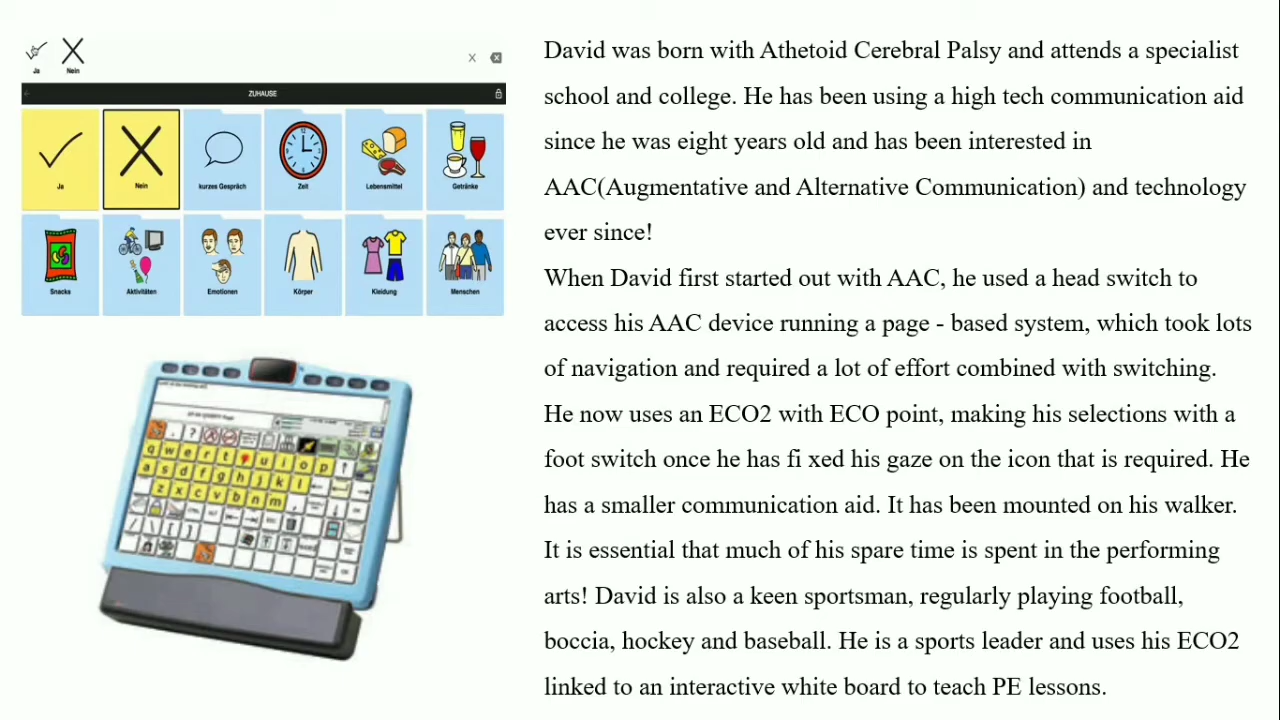 Ja
Nein
ZUHAUSE
Ja
Nein
kurzes Gespräch
Zeit
Lebensmittel
Getränke
Snacks
Aktivitäten
Emotionen
Körper
Kleidung
Menschen
q w e r t u i o p
a s d f g h j k l
z x c v b n m
David was born with Athetoid Cerebral Palsy and attends a specialist
school and college. He has been using a high tech communication aid
since he was eight years old and has been interested in
AAC(Augmentative and Alternative Communication) and technology
ever since!
When David first started out with AAC, he used a head switch to
access his AAC device running a page - based system, which took lots
of navigation and required a lot of effort combined with switching.
He now uses an ECO2 with ECO point, making his selections with a
foot switch once he has fi xed his gaze on the icon that is required. He
has a smaller communication aid. It has been mounted on his walker.
It is essential that much of his spare time is spent in the performing
arts! David is also a keen sportsman, regularly playing football,
boccia, hockey and baseball. He is a sports leader and uses his ECO2
linked to an interactive white board to teach PE lessons.